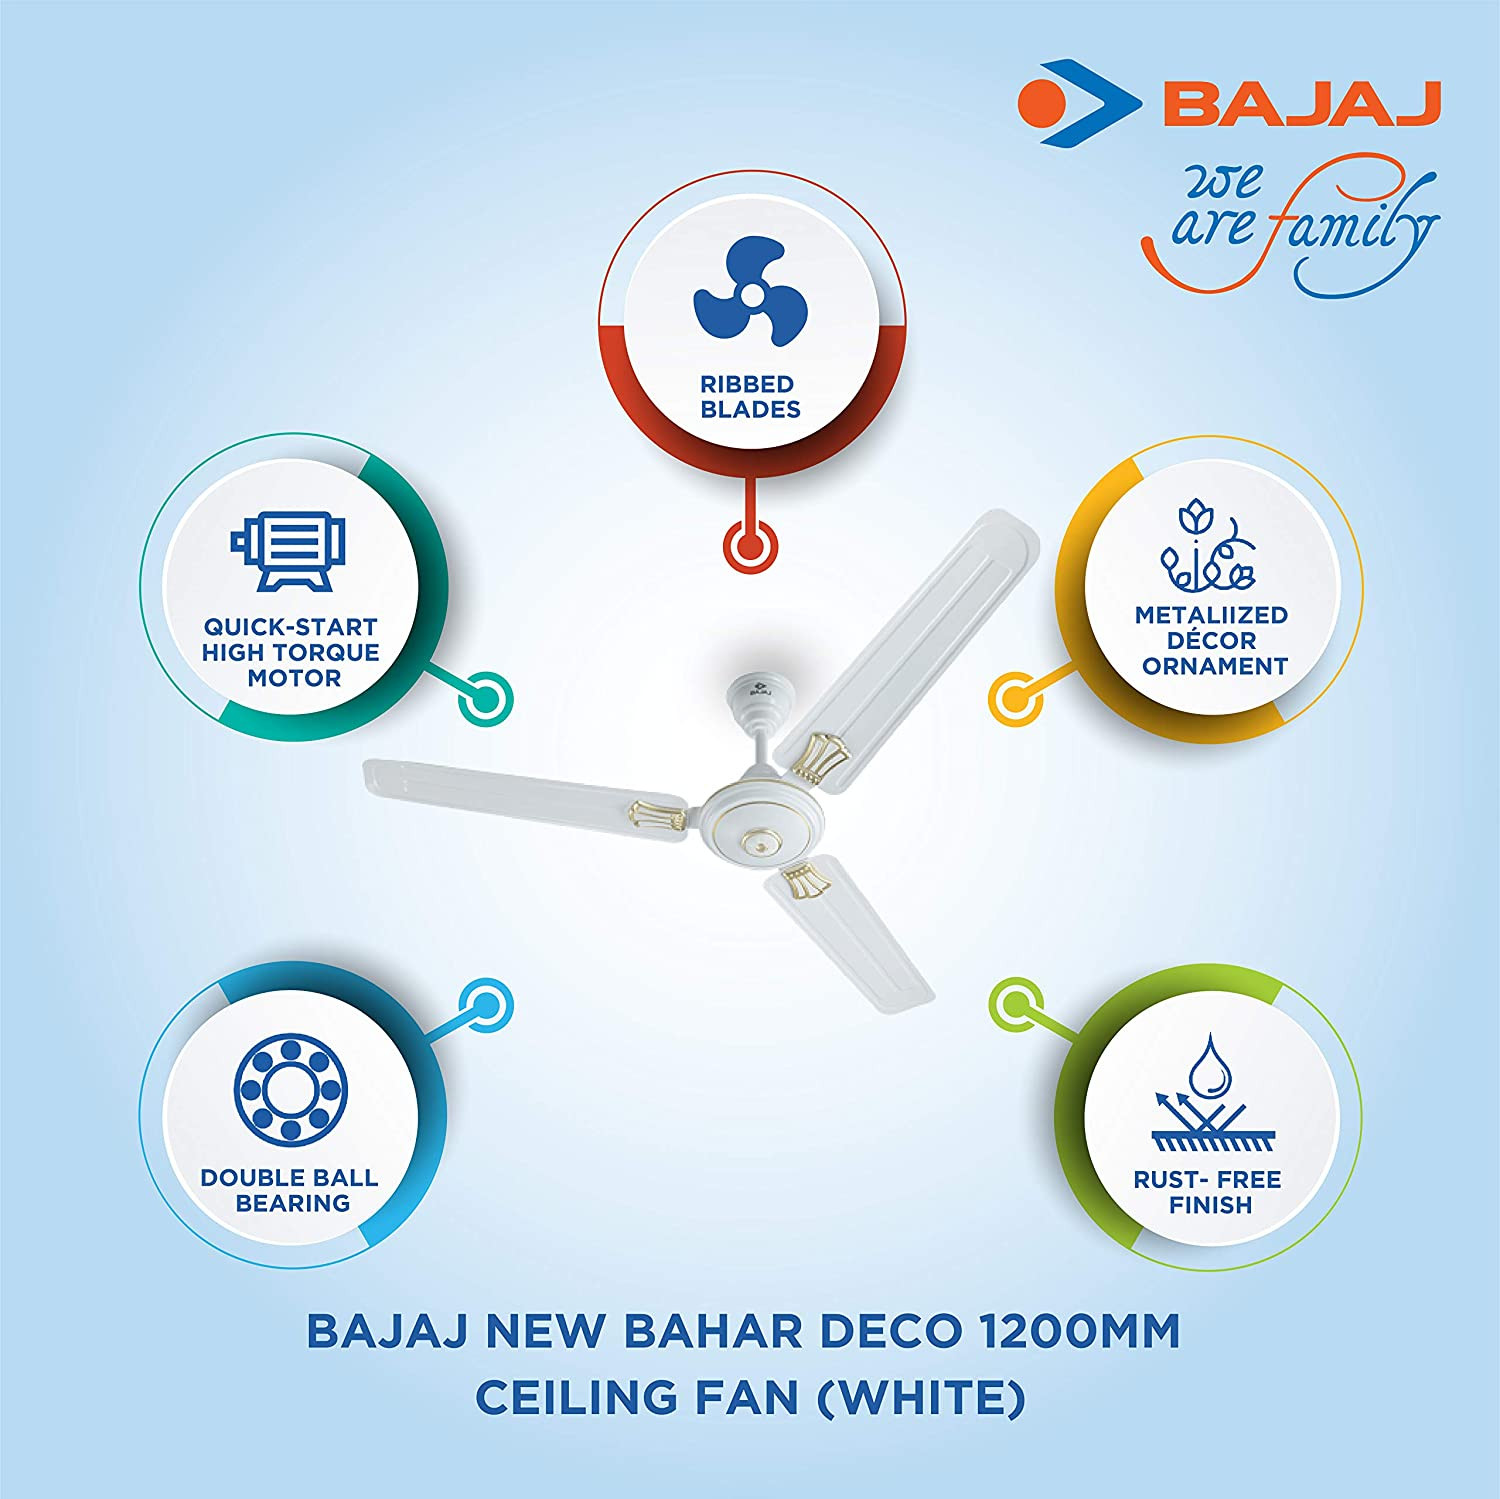 BAJAJ
we
are family
RIBBED
BLADES
QUICK-START
HIGH TORQUE
MOTOR
METALIIZED
DÉCOR
ORNAMENT
BAJAJ
DOUBLE BALL
BEARING
RUST- FREE
FINISH
BAJAJ NEW BAHAR DECO 1200MM
CEILING FAN (WHITE)